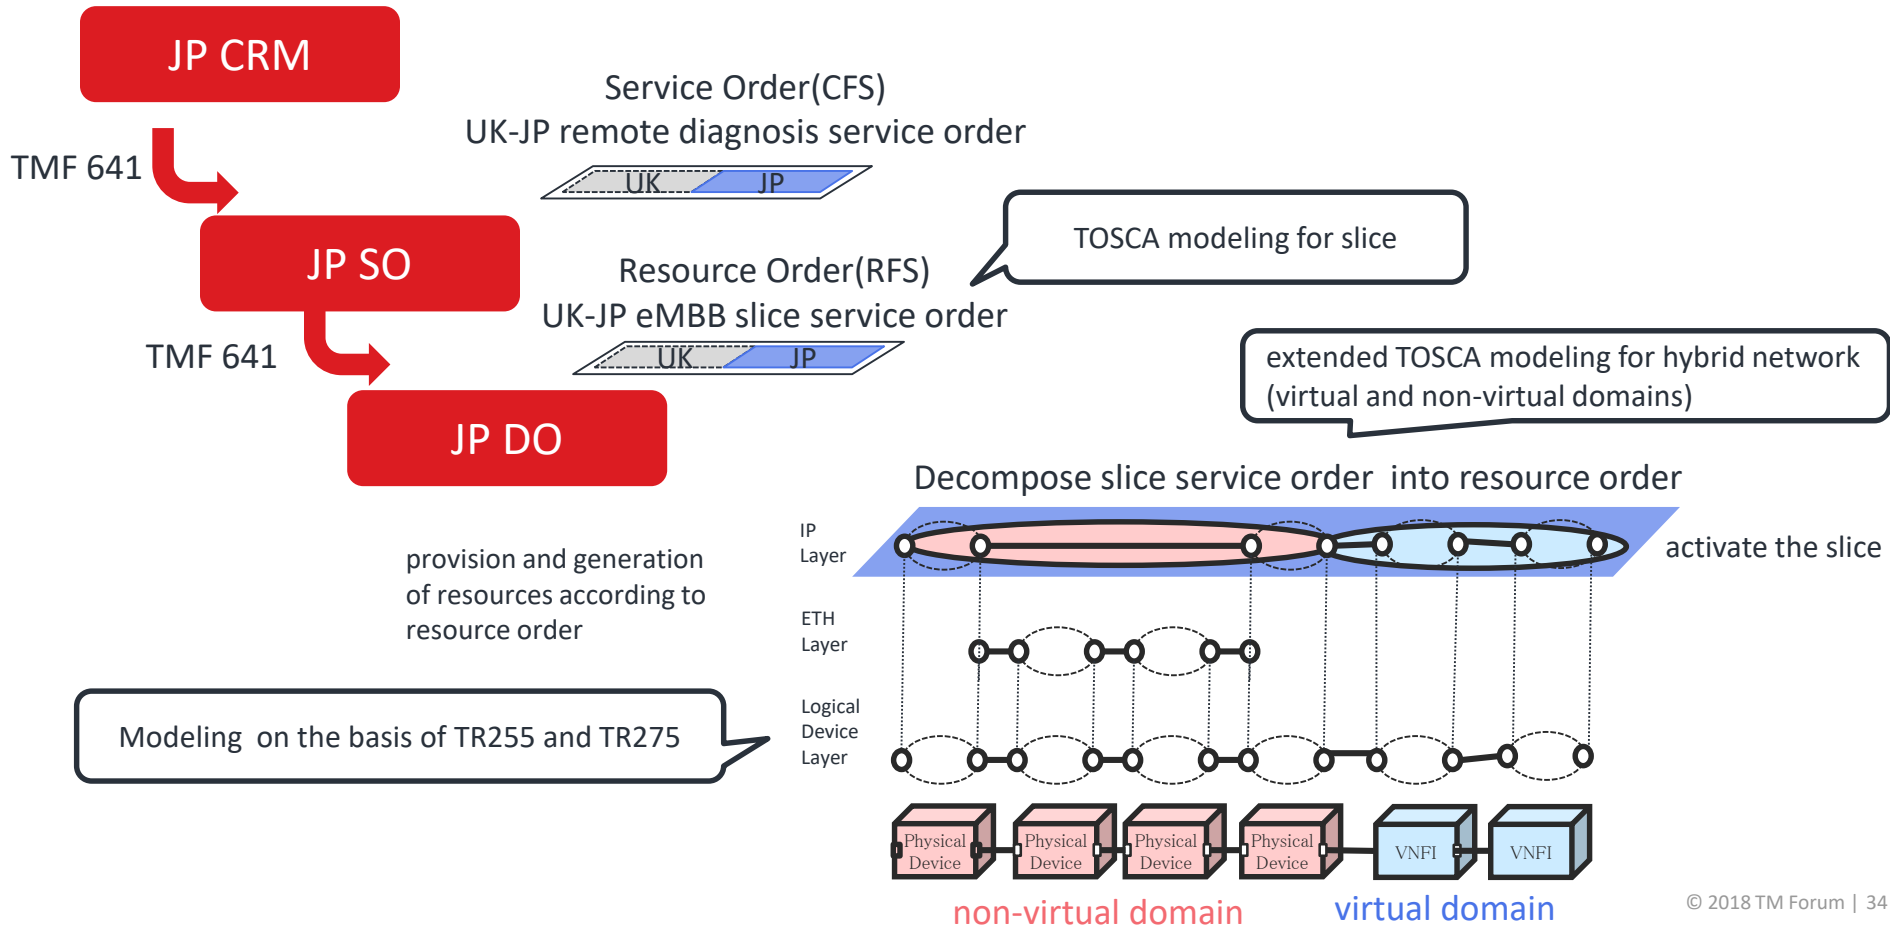 JP CRM
Service Order(CFS)
UK-JP remote diagnosis service order
TMF 641
UK JP
TOSCA modeling for slice
JP SO
Resource Order(RFS)
UK-JP eMBB slice service order
TMF 641
UK JP
extended TOSCA modeling for hybrid network
(virtual and non-virtual domains)
JP DO
Decompose slice service order into resource order
IP
Layer
activate the slice
provision and generation
of resources according to
resource order
ETH
Layer
Logical
Device
Layer
Modeling on the basis of TR255 and TR275
Physical
Device
Physical
Device
Physical
Device
Physical
Device
VNFI
VNFI
non-virtual domain
virtual domain
© 2018 TM Forum | 34